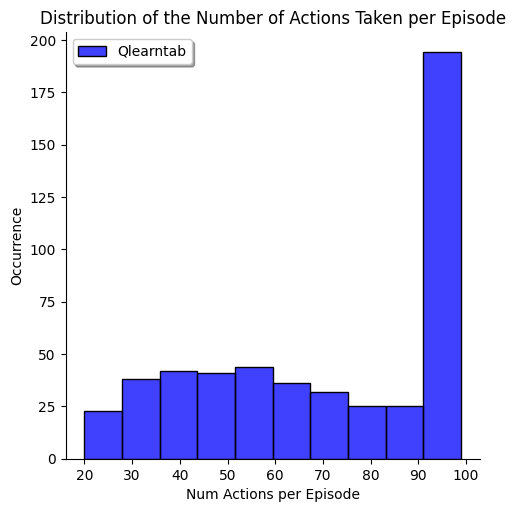 Distribution of the Number of Actions Taken per Episode
Qlearntab
200
175
150
125
100
75
50
25
0
Occurrence
20 30 40 50 60 70 80 90 100
Num Actions per Episode